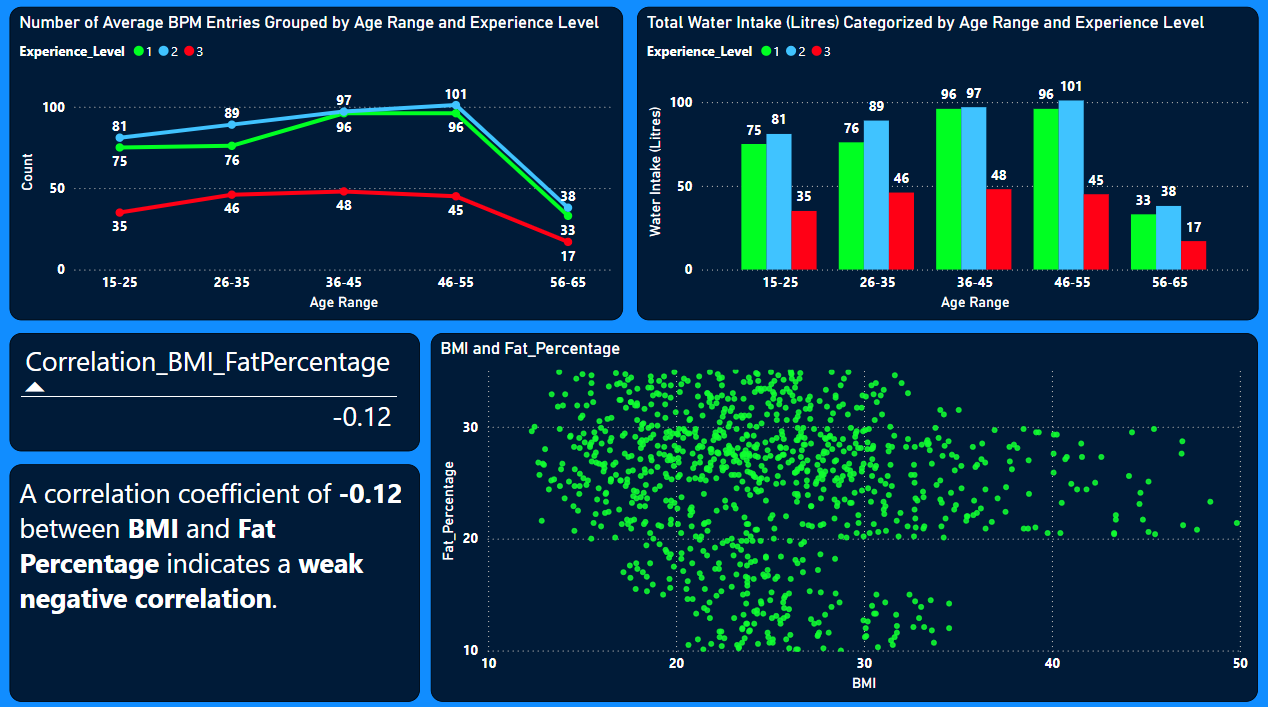 Number of Average BPM Entries Grouped by Age Range and Experience Level
Experience_Level 1 2 3
Count
100
50
0
81
89
97
101
38
75
76
96
96
33
35
46
48
45
17
15-25 26-35 36-45 46-55 56-65
Age Range
Total Water Intake (Litres) Categorized by Age Range and Experience Level
Experience_Level 1 2 3
Water Intake (Litres)
100
50
0
75 81 35
76 89 46
96 97 48
96 101 45
33 38 17
15-25 26-35 36-45 46-55 56-65
Age Range
Correlation_BMI_FatPercentage
-0.12
A correlation coefficient of -0.12
between BMI and Fat
Percentage indicates a weak
negative correlation.
BMI and Fat_Percentage
Fat_Percentage
30
20
10
10 20 30 40 50
BMI